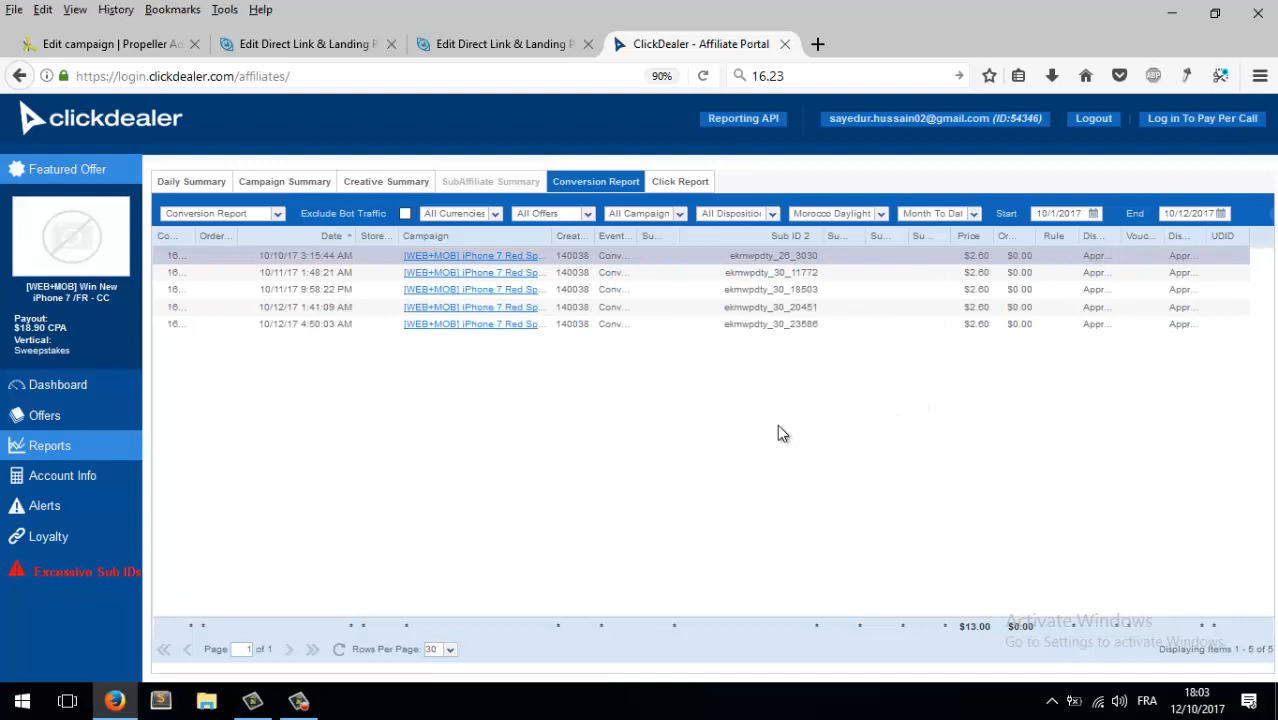 File Edit View History Bookmarks Tools Help
Edit campaign | Propeller Ad Edit Direct Link & Landing P Edit Direct Link & Landing P ClickDealer - Affiliate Portal
https://login.clickdealer.com/affiliates/ 90% 16.23 ABP
clickdealer Reporting API sayedur.hussain02@gmail.com (ID:54346) Logout Log in To Pay Per Call
Featured Offer
[WEB+MOB] Win New
iPhone 7 /FR - CC
Payout:
$18.90 CPA
Vertical:
Sweepstakes
Dashboard
Offers
Reports
Account Info
Alerts
Loyalty
Excessive Sub IDs
Daily Summary Campaign Summary Creative Summary SubAffiliate Summary Conversion Report Click Report
Conversion Report Exclude Bot Traffic All Currencies All Offers All Campaign All Disposition Morocco Daylight Month To Dat Start 10/1/2017 End 10/12/2017
Co... Order... Date Store... Campaign Creat... Event... Su... Sub ID 2 Su... Su... Su... Price Or... Rule Dis... Vouc... Dis... UDID
16... 10/10/17 3:15:44 AM [WEB+MOB] iPhone 7 Red Sp... 140038 Conv... ekmwpdty_26_3030 $2.60 $0.00 Appr... Appr...
16... 10/11/17 1:48:21 AM [WEB+MOB] iPhone 7 Red Sp... 140038 Conv... ekmwpdty_30_11772 $2.60 $0.00 Appr... Appr...
16... 10/11/17 9:58:22 PM [WEB+MOB] iPhone 7 Red Sp... 140038 Conv... ekmwpdty_30_18503 $2.60 $0.00 Appr... Appr...
16... 10/12/17 1:41:09 AM [WEB+MOB] iPhone 7 Red Sp... 140038 Conv... ekmwpdty_30_20451 $2.60 $0.00 Appr... Appr...
16... 10/12/17 4:50:03 AM [WEB+MOB] iPhone 7 Red Sp... 140038 Conv... ekmwpdty_30_23586 $2.60 $0.00 Appr... Appr...
* * * * * * * * * * * $13.00 $0.00 * * * *
Activate Windows
Go to Settings to activate Windows.
Page 1 of 1 Rows Per Page: 30 Displaying Items 1 - 5 of 5
FRA 18:03
12/10/2017